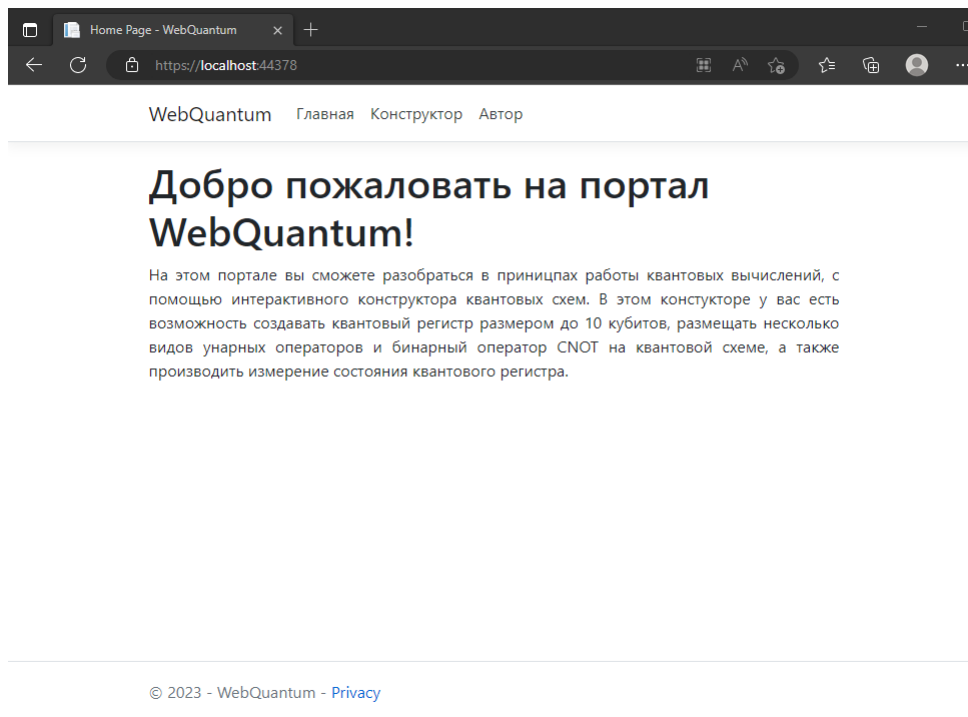 Home Page - WebQuantum
https://localhost:44378
WebQuantum Главная Конструктор Автор
Добро пожаловать на портал
WebQuantum!
На этом портале вы сможете разобраться в приницпах работы квантовых вычислений, с
помощью интерактивного конструктора квантовых схем. В этом констукторе у вас есть
возможность создавать квантовый регистр размером до 10 кубитов, размещать несколько
видов унарных операторов и бинарный оператор CNOT на квантовой схеме, а также
производить измерение состояния квантового регистра.
© 2023 - WebQuantum - Privacy